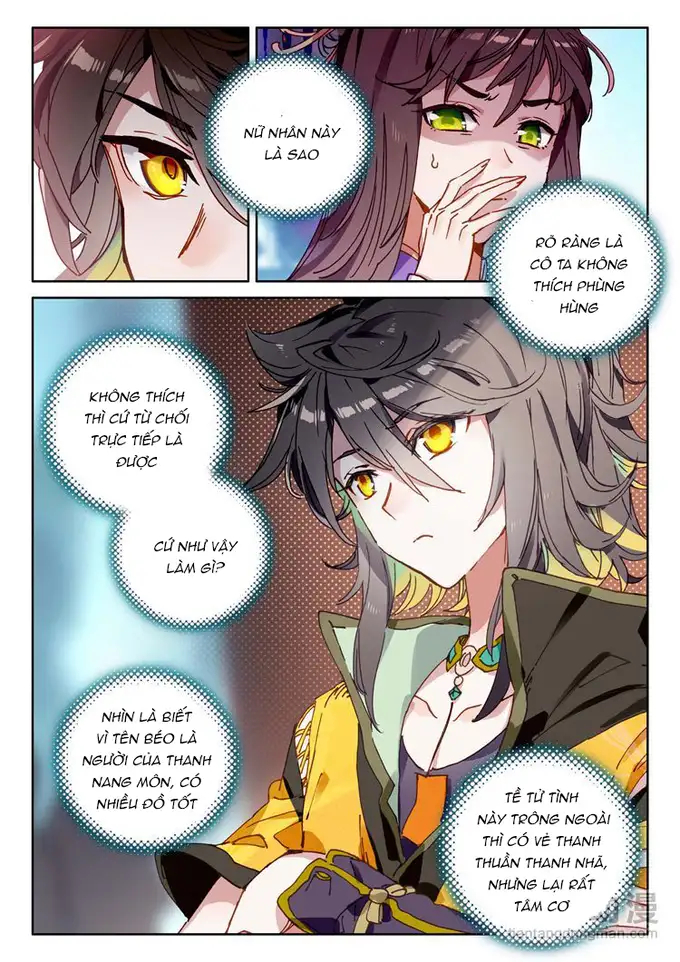 NỮ NHÂN NÀY
LÀ SAO
RÕ RÀNG LÀ
CÔ TA KHÔNG
THÍCH PHÙNG
HÙNG
KHÔNG THÍCH
THÌ CỨ TỪ CHỐI
TRỰC TIẾP LÀ
ĐƯỢC
CỨ NHƯ VẬY
LÀM GÌ?
NHÌN LÀ BIẾT
VÌ TÊN BÉO LÀ
NGƯỜI CỦA THANH
NANG MÔN, CÓ
NHIỀU ĐỒ TỐT
TỀ TỬ TÌNH
NÀY TRÔNG NGOÀI
THÌ CÓ VẺ THANH
THUẦN THANH NHÃ,
NHƯNG LẠI RẤT
TÂM CƠ